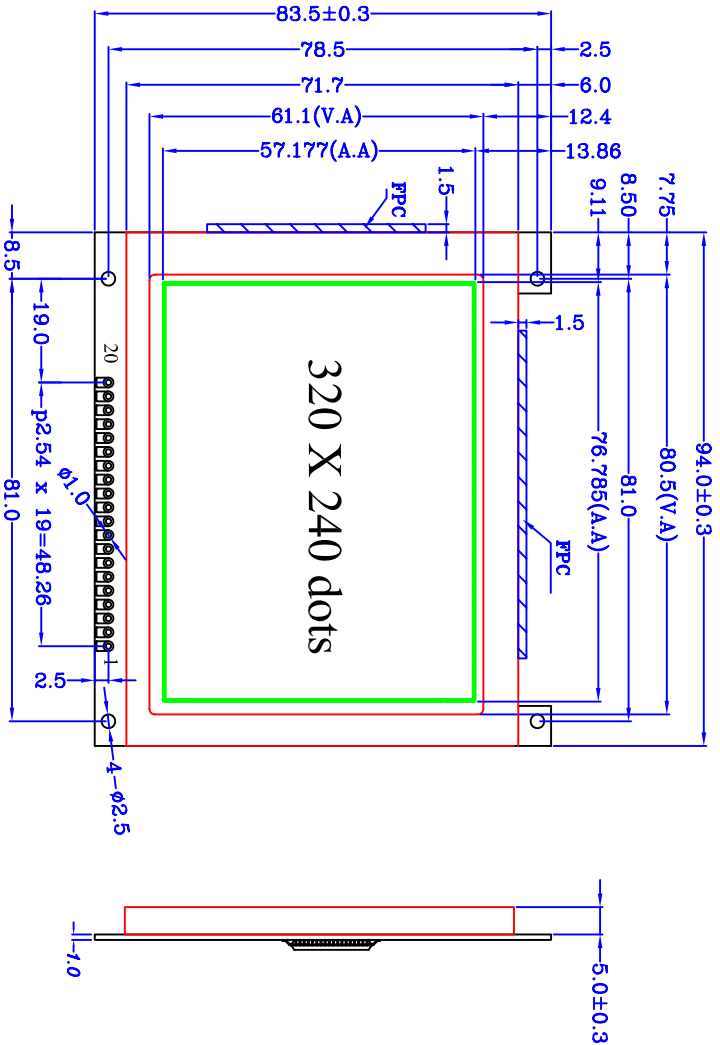 83.5±0.3
78.5
2.5
71.7
6.0
61.1(V.A)
12.4
57.177(A.A)
13.86
1.5
FPC
9.11
8.50
7.75
8.5
19.0
20
p2.54 x 19=48.26
ø1.0
81.0
2.5
1
4-ø2.5
320 X 240 dots
1.5
FPC
76.785(A.A)
81.0
80.5(V.A)
94.0±0.3
1.0
5.0±0.3